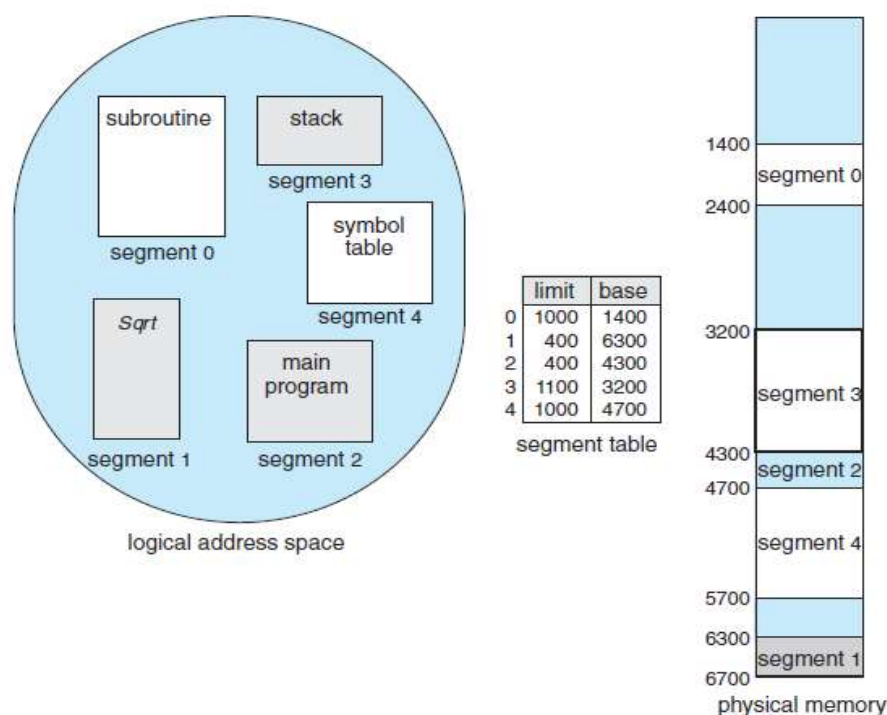 subroutine
segment 0
stack
segment 3
symbol
table
segment 4
Sqrt
segment 1
main
program
segment 2
logical address space
limit base
0 1000 1400
1 400 6300
2 400 4300
3 1100 3200
4 1000 4700
segment table
1400
segment 0
2400
3200
segment 3
4300
segment 2
4700
segment 4
5700
6300
segment 1
6700
physical memory